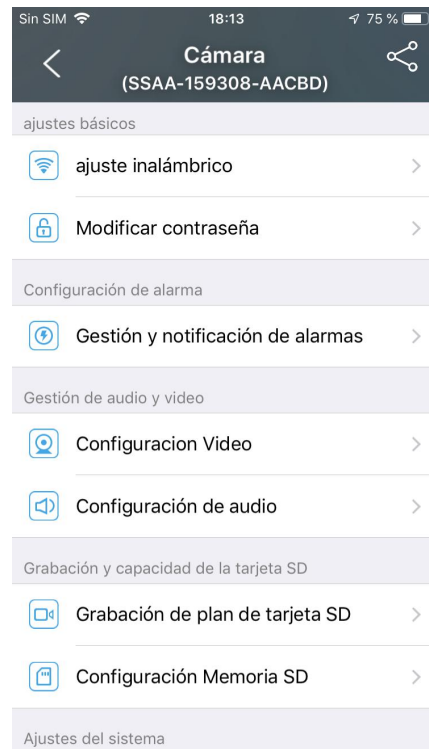 Sin SIM 18:13 75 %
Cámara
(SSAA-159308-AACBD)
ajustes básicos
ajuste inalámbrico
Modificar contraseña
Configuración de alarma
Gestión y notificación de alarmas
Gestión de audio y video
Configuracion Video
Configuración de audio
Grabación y capacidad de la tarjeta SD
Grabación de plan de tarjeta SD
Configuración Memoria SD
Ajustes del sistema